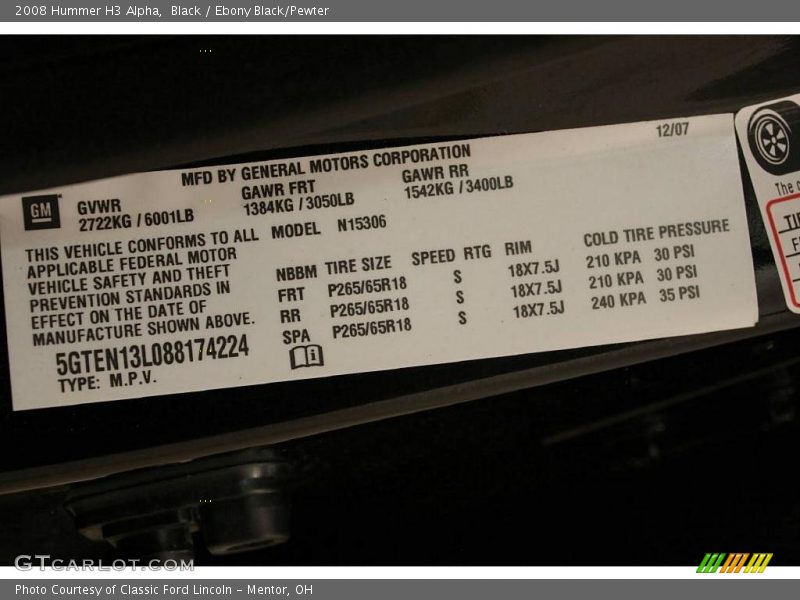 2008 Hummer H3 Alpha,  Black / Ebony Black/Pewter
12/07
MFD BY GENERAL MOTORS CORPORATION
GM
GVWR GAWR FRT GAWR RR
2722KG / 6001LB 1384KG / 3050LB 1542KG / 3400LB
THIS VEHICLE CONFORMS TO ALL
APPLICABLE FEDERAL MOTOR
VEHICLE SAFETY AND THEFT
PREVENTION STANDARDS IN
EFFECT ON THE DATE OF
MANUFACTURE SHOWN ABOVE.
5GTEN13L088174224
TYPE: M.P.V.
MODEL N15306
NBBM TIRE SIZE SPEED RTG RIM COLD TIRE PRESSURE
FRT P265/65R18 S 18X7.5J 210 KPA 30 PSI
RR P265/65R18 S 18X7.5J 210 KPA 30 PSI
SPA P265/65R18 S 18X7.5J 240 KPA 35 PSI
The
GTCARLOT.COM
Photo Courtesy of Classic Ford Lincoln - Mentor, OH